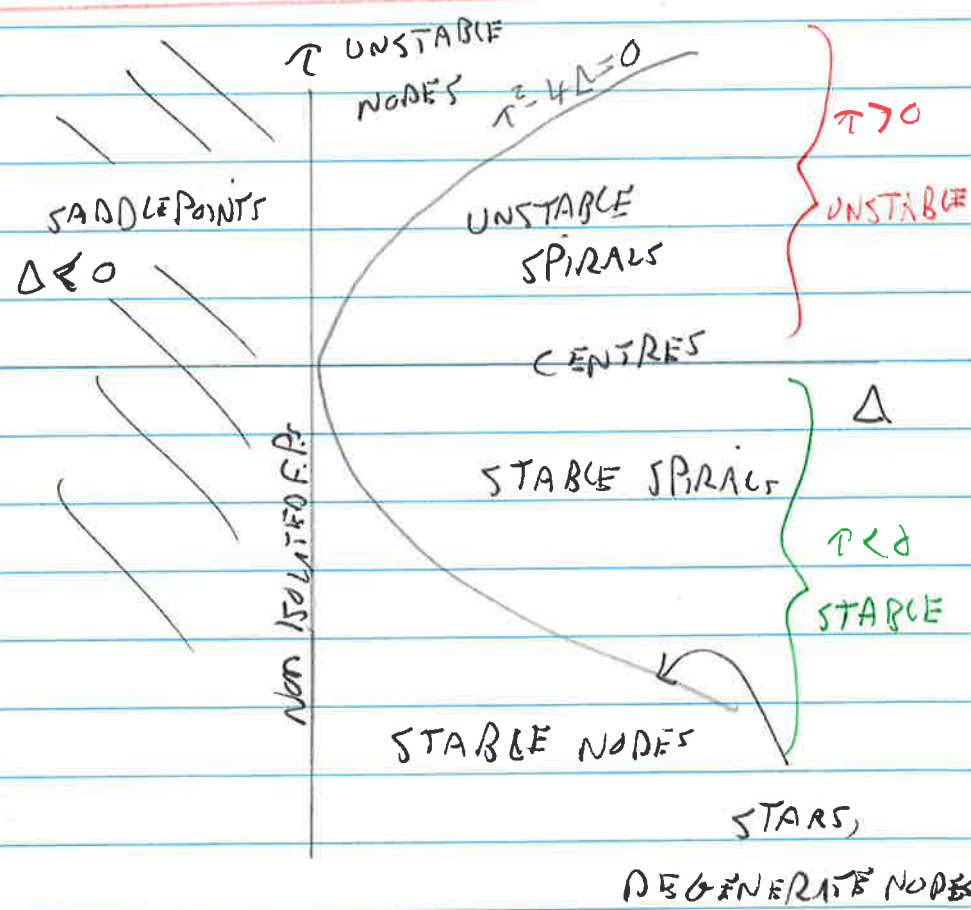 τ UNSTABLE
NODES
τ²-4Δ=0
τ>0
UNSTABLE
SADDLEPOINTS
Δ<0
UNSTABLE
SPIRALS
CENTRES
Δ
NON ISOLATED F.P.s
STABLE SPIRALS
τ<0
STABLE
STABLE NODES
STARS,
DEGENERATE NODES